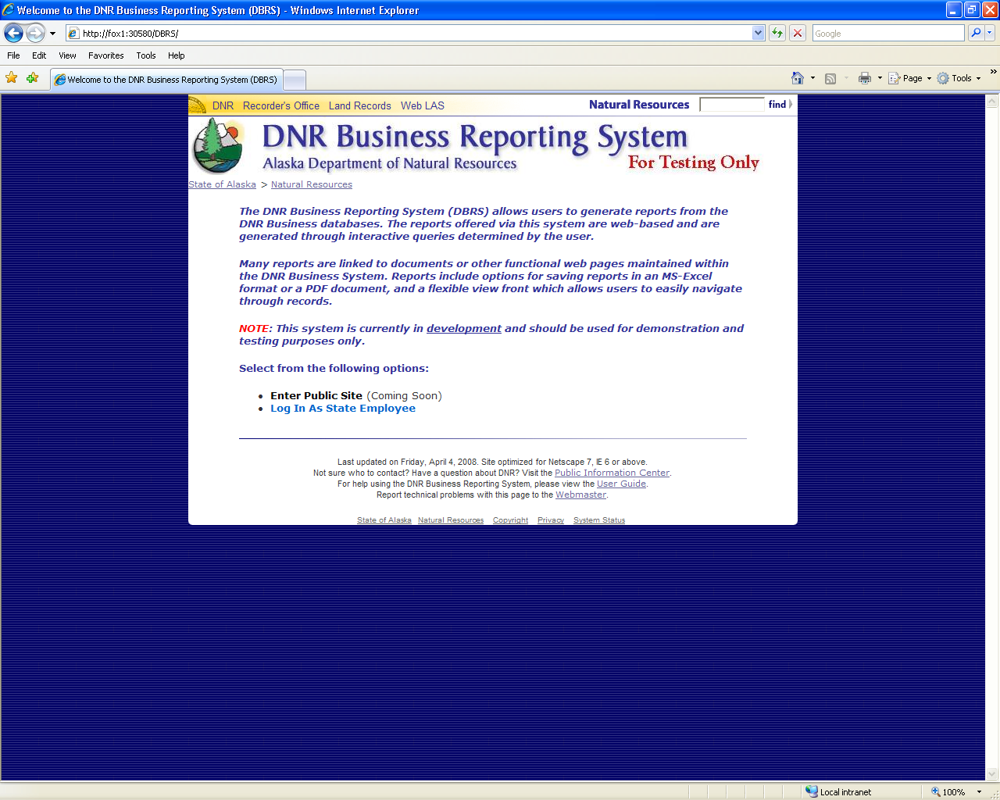 Welcome to the DNR Business Reporting System (DBRS) - Windows Internet Explorer
http://fox1:30580/DBRS/
Google
File Edit View Favorites Tools Help
Welcome to the DNR Business Reporting System (DBRS)
Page Tools
DNR Recorder's Office Land Records Web LAS Natural Resources find
DNR Business Reporting System
Alaska Department of Natural Resources For Testing Only
State of Alaska > Natural Resources
The DNR Business Reporting System (DBRS) allows users to generate reports from the
DNR Business databases. The reports offered via this system are web-based and are
generated through interactive queries determined by the user.
Many reports are linked to documents or other functional web pages maintained within
the DNR Business System. Reports include options for saving reports in an MS-Excel
format or a PDF document, and a flexible view front which allows users to easily navigate
through records.
NOTE: This system is currently in development and should be used for demonstration and
testing purposes only.
Select from the following options:
• Enter Public Site (Coming Soon)
• Log In As State Employee
Last updated on Friday, April 4, 2008. Site optimized for Netscape 7, IE 6 or above.
Not sure who to contact? Have a question about DNR? Visit the Public Information Center.
For help using the DNR Business Reporting System, please view the User Guide.
Report technical problems with this page to the Webmaster.
State of Alaska Natural Resources Copyright Privacy System Status
Local intranet 100%